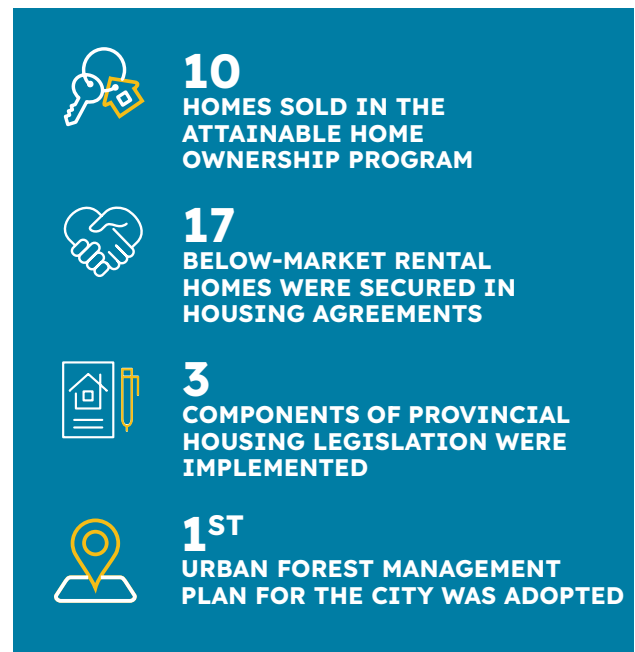 10
HOMES SOLD IN THE
ATTAINABLE HOME
OWNERSHIP PROGRAM
17
BELOW-MARKET RENTAL
HOMES WERE SECURED IN
HOUSING AGREEMENTS
3
COMPONENTS OF PROVINCIAL
HOUSING LEGISLATION WERE
IMPLEMENTED
1ST
URBAN FOREST MANAGEMENT
PLAN FOR THE CITY WAS ADOPTED